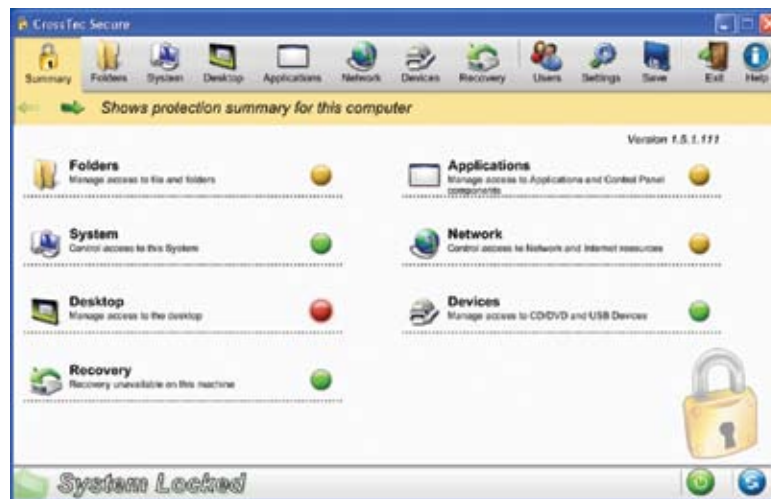 CrossTec Secure
Summary Folders System Desktop Applications Network Devices Recovery Users Settings Save Exit Help
Shows protection summary for this computer
Version 1.5.1.111
Folders
Manage access to file and folders
Applications
Manage access to Applications and Control Panel
components
System
Control access to this System
Network
Control access to Network and Internet resources
Desktop
Manage access to the desktop
Devices
Manage access to CD/DVD and USB Devices
Recovery
Recovery unavailable on this machine
System Locked